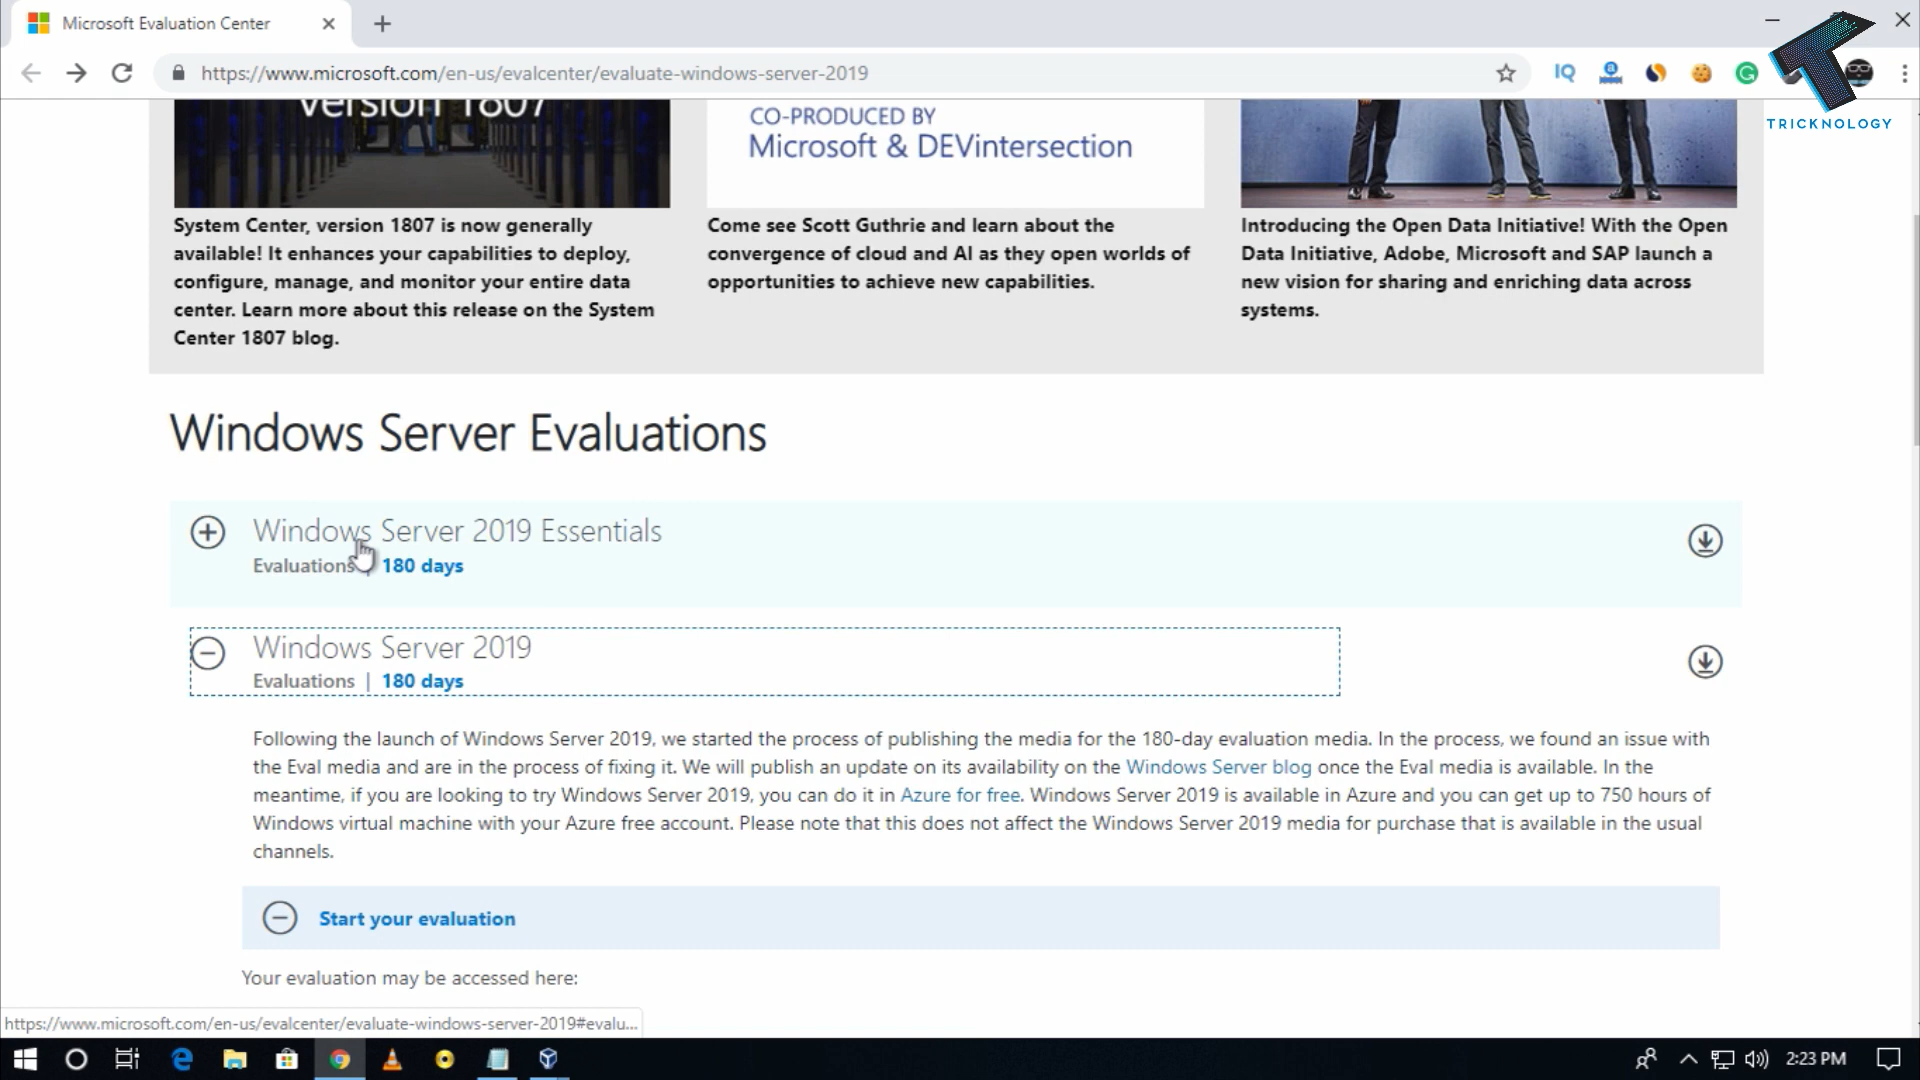 Microsoft Evaluation Center
https://www.microsoft.com/en-us/evalcenter/evaluate-windows-server-2019
IQ
TRICKNOLOGY
version 1807
CO-PRODUCED BY
Microsoft & DEVintersection
System Center, version 1807 is now generally
available! It enhances your capabilities to deploy,
configure, manage, and monitor your entire data
center. Learn more about this release on the System
Center 1807 blog.
Come see Scott Guthrie and learn about the
convergence of cloud and AI as they open worlds of
opportunities to achieve new capabilities.
Introducing the Open Data Initiative! With the Open
Data Initiative, Adobe, Microsoft and SAP launch a
new vision for sharing and enriching data across
systems.
Windows Server Evaluations
Windows Server 2019 Essentials
Evaluations | 180 days
Windows Server 2019
Evaluations | 180 days
Following the launch of Windows Server 2019, we started the process of publishing the media for the 180-day evaluation media. In the process, we found an issue with
the Eval media and are in the process of fixing it. We will publish an update on its availability on the Windows Server blog once the Eval media is available. In the
meantime, if you are looking to try Windows Server 2019, you can do it in Azure for free. Windows Server 2019 is available in Azure and you can get up to 750 hours of
Windows virtual machine with your Azure free account. Please note that this does not affect the Windows Server 2019 media for purchase that is available in the usual
channels.
Start your evaluation
Your evaluation may be accessed here:
https://www.microsoft.com/en-us/evalcenter/evaluate-windows-server-2019#evalu...
2:23 PM